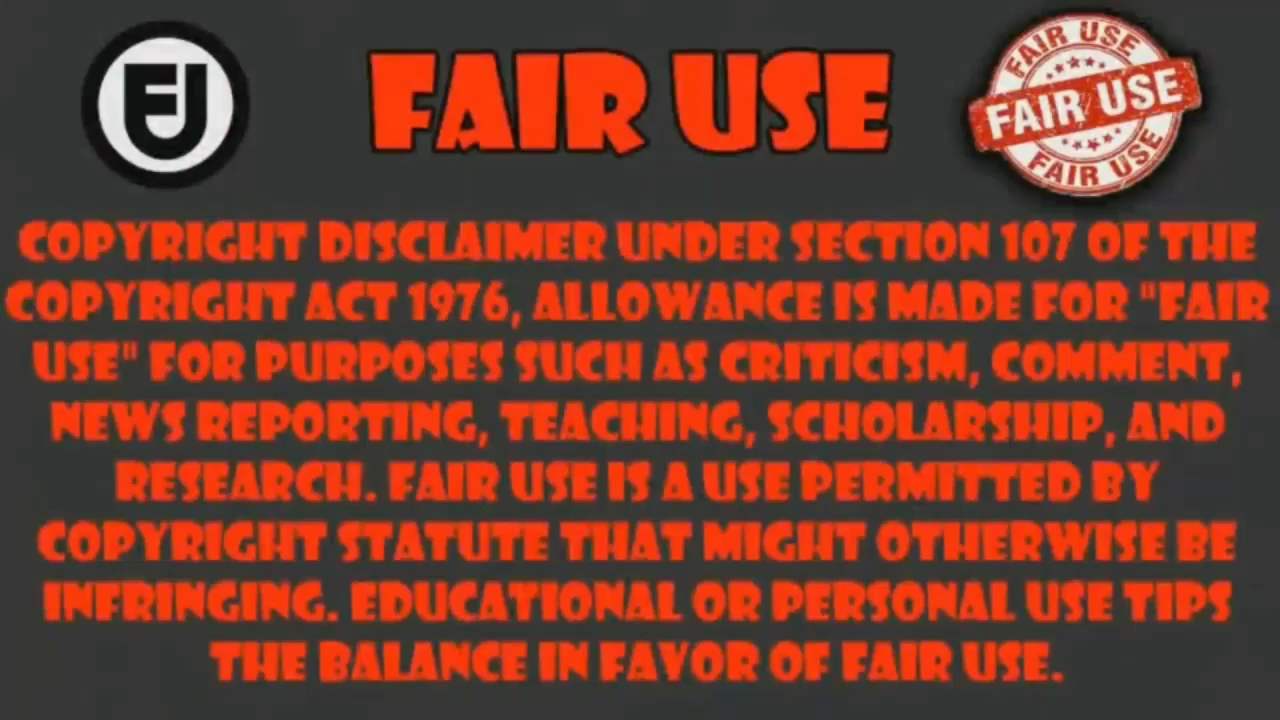 FJ
FAIR USE
FAIR USE
FAIR USE
FAIR USE
COPYRIGHT DISCLAIMER UNDER SECTION 107 OF THE
COPYRIGHT ACT 1976, ALLOWANCE IS MADE FOR "FAIR
USE" FOR PURPOSES SUCH AS CRITICISM, COMMENT,
NEWS REPORTING, TEACHING, SCHOLARSHIP, AND
RESEARCH. FAIR USE IS A USE PERMITTED BY
COPYRIGHT STATUTE THAT MIGHT OTHERWISE BE
INFRINGING. EDUCATIONAL OR PERSONAL USE TIPS
THE BALANCE IN FAVOR OF FAIR USE.